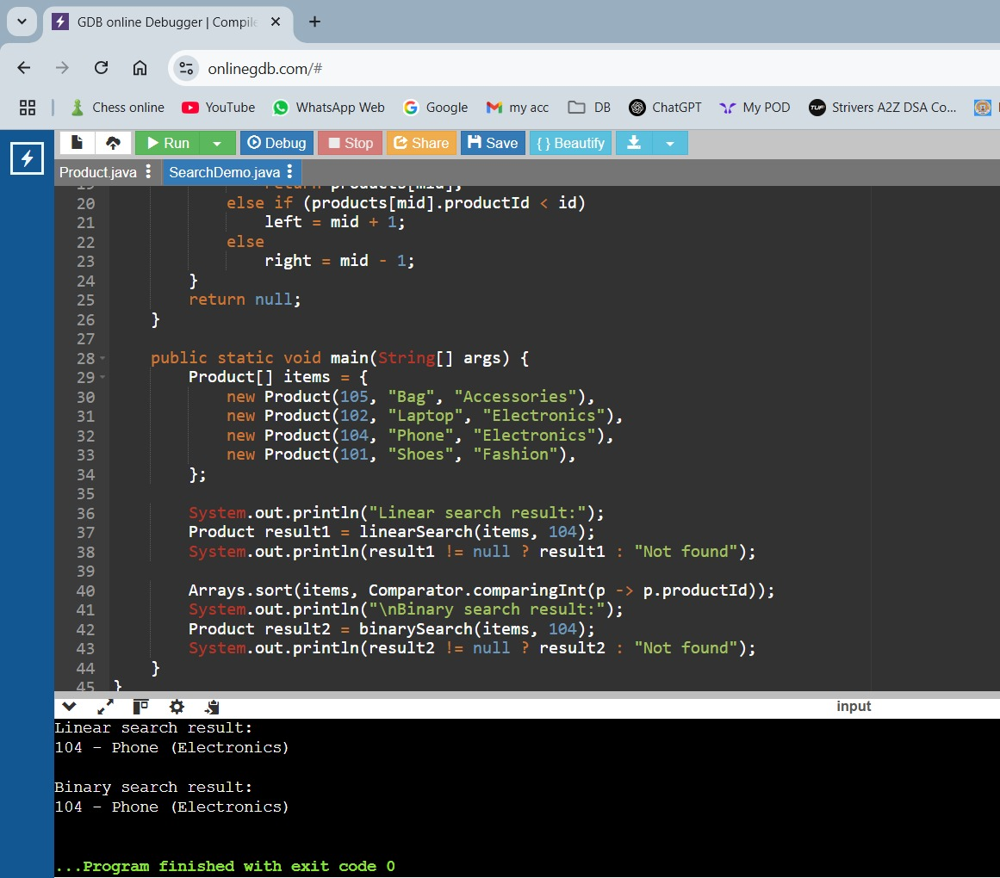 GDB online Debugger | Compile
onlinegdb.com/#
Chess online YouTube WhatsApp Web Google my acc DB ChatGPT My POD TUF Strivers A2Z DSA Co...
Run Debug Stop Share Save { } Beautify
Product.java SearchDemo.java
19 return products[mid];
20 else if (products[mid].productId < id)
21 left = mid + 1;
22 else
23 right = mid - 1;
24 }
25 return null;
26 }
27
28 public static void main(String[] args) {
29 Product[] items = {
30 new Product(105, "Bag", "Accessories"),
31 new Product(102, "Laptop", "Electronics"),
32 new Product(104, "Phone", "Electronics"),
33 new Product(101, "Shoes", "Fashion"),
34 };
35
36 System.out.println("Linear search result:");
37 Product result1 = linearSearch(items, 104);
38 System.out.println(result1 != null ? result1 : "Not found");
39
40 Arrays.sort(items, Comparator.comparingInt(p -> p.productId));
41 System.out.println("\nBinary search result:");
42 Product result2 = binarySearch(items, 104);
43 System.out.println(result2 != null ? result2 : "Not found");
44 }
45 }
input
Linear search result:
104 - Phone (Electronics)
Binary search result:
104 - Phone (Electronics)
...Program finished with exit code 0